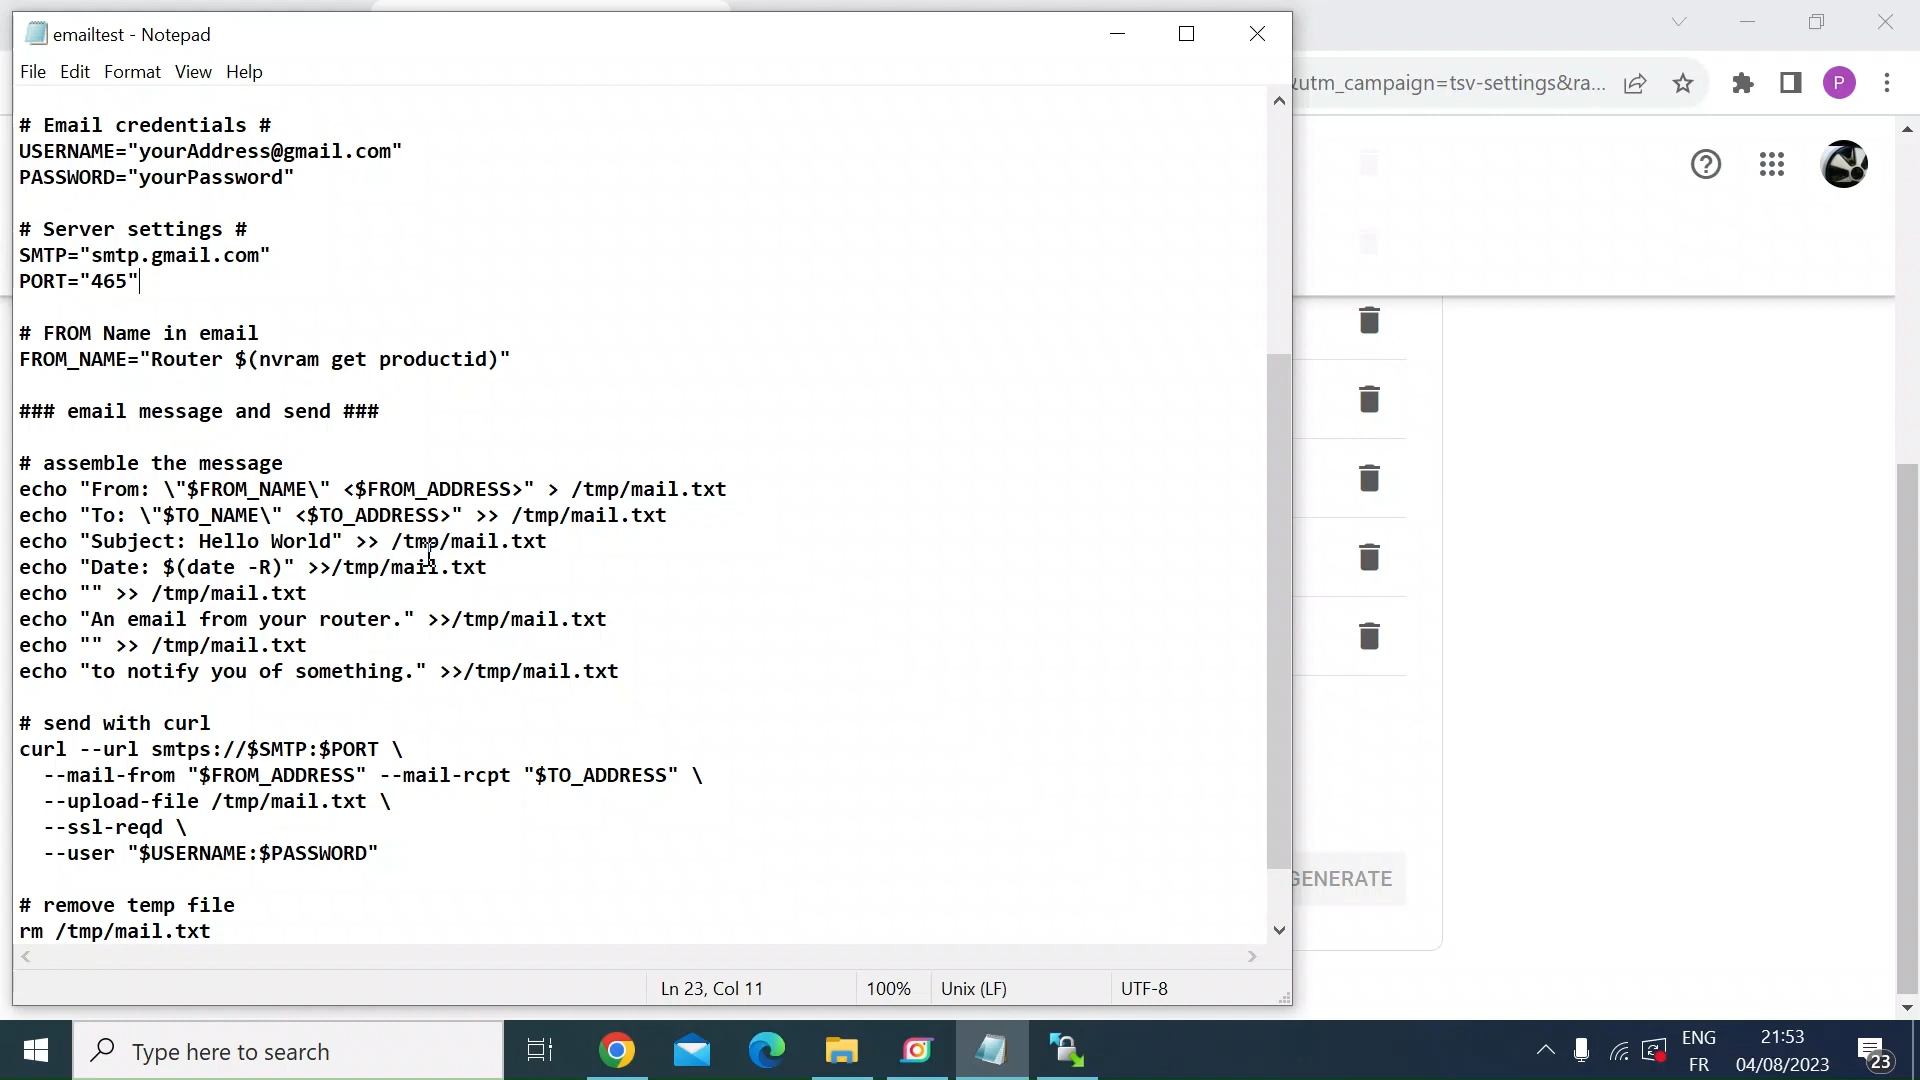 emailtest - Notepad
File Edit Format View Help
&utm_campaign=tsv-settings&ra...
P
# Email credentials #
USERNAME="yourAddress@gmail.com"
PASSWORD="yourPassword"
# Server settings #
SMTP="smtp.gmail.com"
PORT="465"
# FROM Name in email
FROM_NAME="Router $(nvram get productid)"
### email message and send ###
# assemble the message
echo "From: \"$FROM_NAME\" <$FROM_ADDRESS>" > /tmp/mail.txt
echo "To: \"$TO_NAME\" <$TO_ADDRESS>" >> /tmp/mail.txt
echo "Subject: Hello World" >> /tmp/mail.txt
echo "Date: $(date -R)" >>/tmp/mail.txt
echo "" >> /tmp/mail.txt
echo "An email from your router." >>/tmp/mail.txt
echo "" >> /tmp/mail.txt
echo "to notify you of something." >>/tmp/mail.txt
# send with curl
curl --url smtps://$SMTP:$PORT \
--mail-from "$FROM_ADDRESS" --mail-rcpt "$TO_ADDRESS" \
--upload-file /tmp/mail.txt \
--ssl-reqd \
--user "$USERNAME:$PASSWORD"
# remove temp file
rm /tmp/mail.txt
GENERATE
Ln 23, Col 11 100% Unix (LF) UTF-8
Type here to search
ENG
FR
21:53
04/08/2023
23